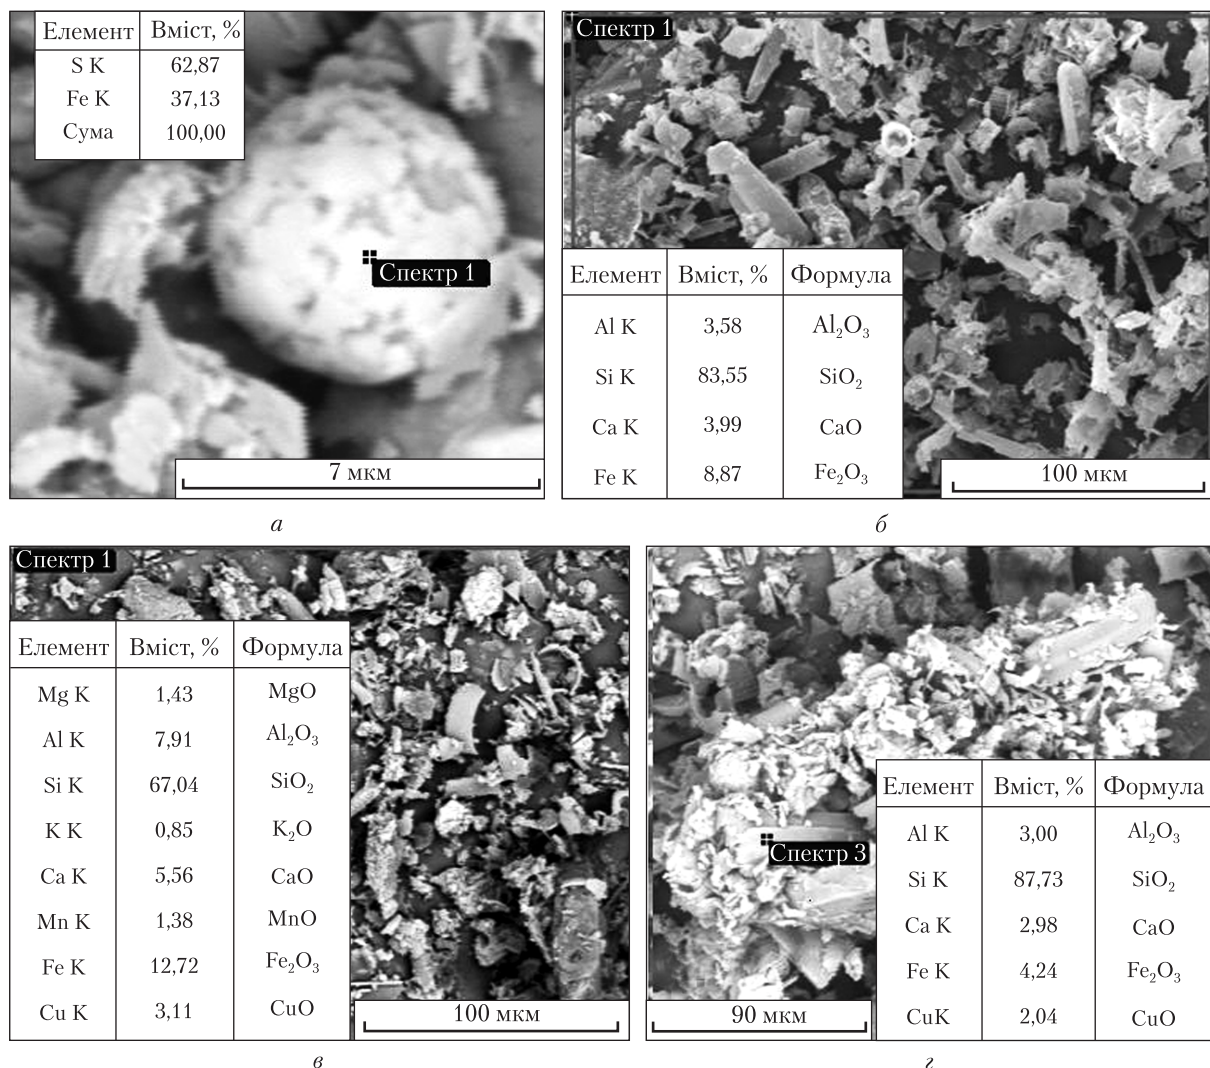 Елемент Вміст, %
S K 62,87
Fe K 37,13
Сума 100,00
Спектр 1
7 мкм
а
Спектр 1
Елемент Вміст, % Формула
Al K 3,58 Al₂O₃
Si K 83,55 SiO₂
Ca K 3,99 CaO
Fe K 8,87 Fe₂O₃
100 мкм
б
Спектр 1
Елемент Вміст, % Формула
Mg K 1,43 MgO
Al K 7,91 Al₂O₃
Si K 67,04 SiO₂
K K 0,85 K₂O
Ca K 5,56 CaO
Mn K 1,38 MnO
Fe K 12,72 Fe₂O₃
Cu K 3,11 CuO
100 мкм
в
Спектр 3
Елемент Вміст, % Формула
Al K 3,00 Al₂O₃
Si K 87,73 SiO₂
Ca K 2,98 CaO
Fe K 4,24 Fe₂O₃
CuK 2,04 CuO
90 мкм
г